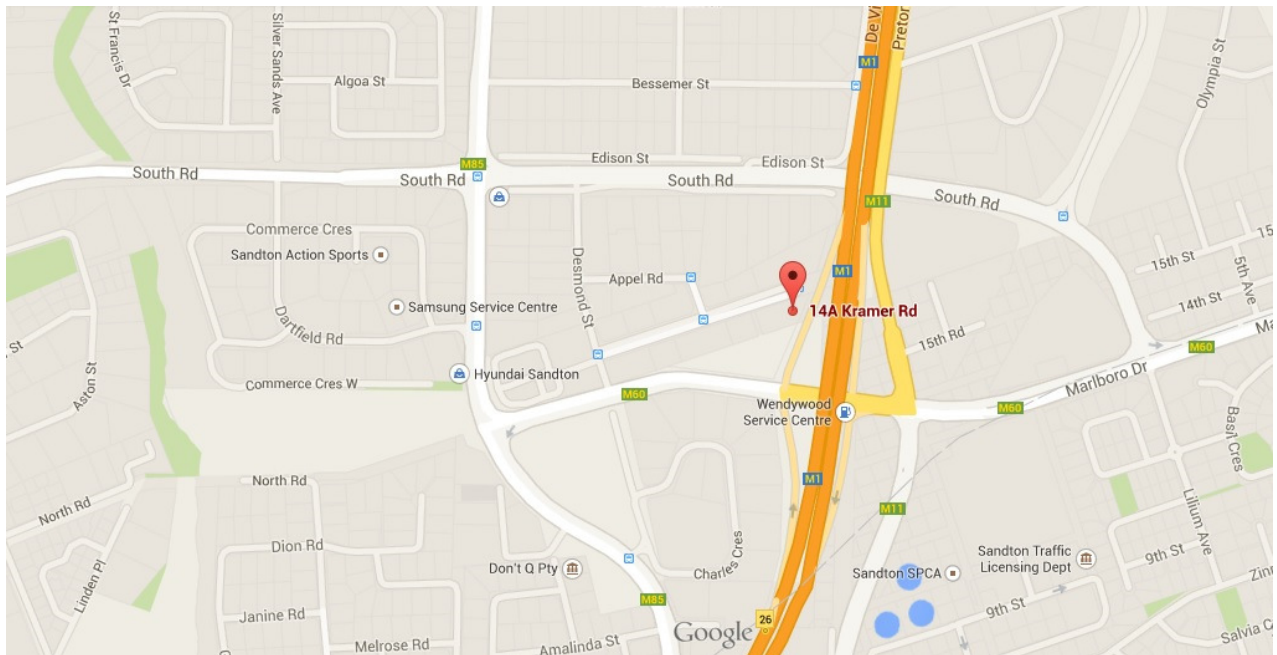 St Francis Dr
Silver Sands Ave
Algoa St
Bessemer St
M1
De Vi
Pretor
Olympia St
South Rd
M85
South Rd
Edison St
South Rd
Edison St
M11
South Rd
Commerce Cres
Sandton Action Sports
Desmond St
Appel Rd
M1
15th St
15
5th Ave
14th St
Samsung Service Centre
Dartfield Rd
14A Kramer Rd
15th Rd
St
Aston St
Commerce Cres W
Hyundai Sandton
M60
Wendywood
Service Centre
M60
Marlboro Dr
M60
Ma
Basil Cres
North Rd
North Rd
M1
M11
Lilium Ave
Linden Pl
Dion Rd
Don't Q Pty
Charles Cres
Sandton SPCA
Sandton Traffic
Licensing Dept
9th St
Zinn
Janine Rd
M85
9th St
Melrose Rd
Amalinda St
Google
26
Salvia C